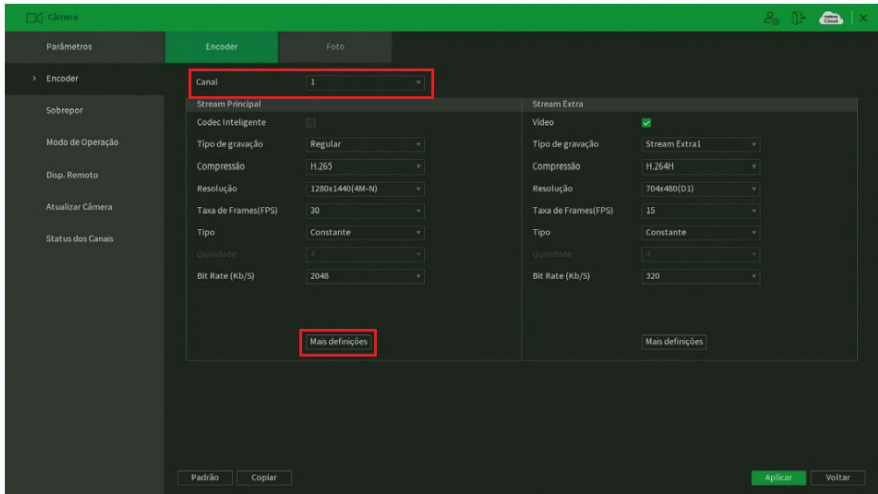 Câmera
Parâmetros
Encoder
Foto
> Encoder
Sobrepor
Modo de Operação
Disp. Remoto
Atualizar Câmera
Status dos Canais
Canal 1
Stream Principal
Codec Inteligente
Tipo de gravação Regular
Compressão H.265
Resolução 1280x1440(4M-N)
Taxa de Frames(FPS) 30
Tipo Constante
Qualidade 4
Bit Rate (Kb/S) 2048
Mais definições
Stream Extra
Vídeo
Tipo de gravação Stream Extra1
Compressão H.264H
Resolução 704x480(D1)
Taxa de Frames(FPS) 15
Tipo Constante
Qualidade 4
Bit Rate (Kb/S) 320
Mais definições
Padrão
Copiar
Aplicar
Voltar